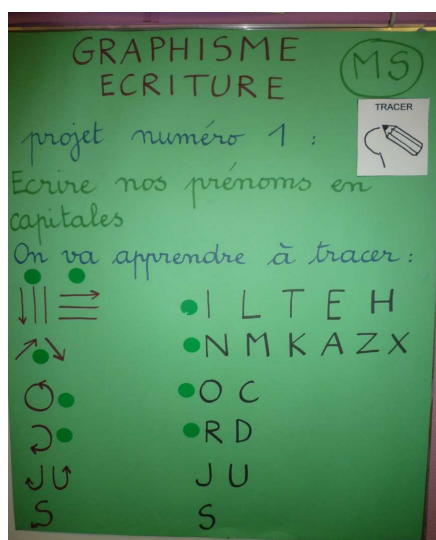 GRAPHISME
ECRITURE
MS
TRACER
projet numéro 1 :
Ecrire nos prénoms en
capitales
On va apprendre à tracer :
I L T E H
N M K A Z X
O C
R D
J U
S